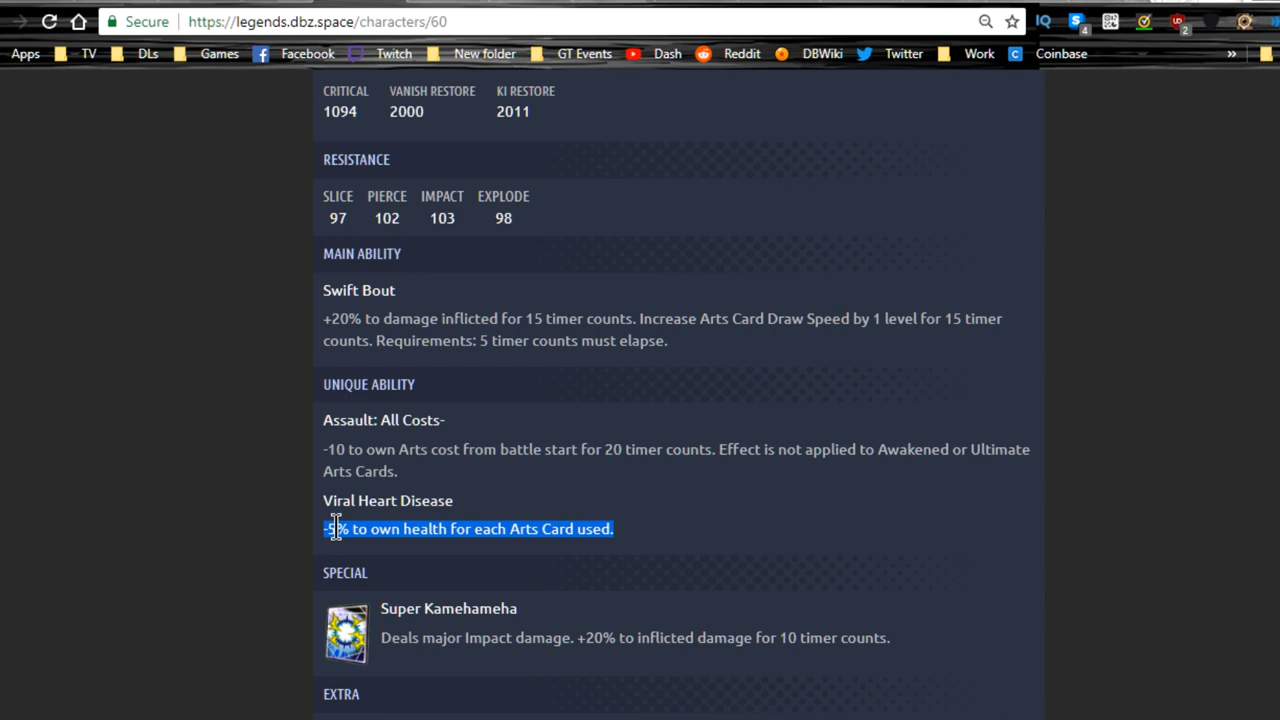 Secure https://legends.dbz.space/characters/60
4
2
Apps TV DLs Games Facebook Twitch New folder GT Events Dash Reddit DBWiki Twitter Work Coinbase »
CRITICAL VANISH RESTORE KI RESTORE
1094 2000 2011
RESISTANCE
SLICE PIERCE IMPACT EXPLODE
97 102 103 98
MAIN ABILITY
Swift Bout
+20% to damage inflicted for 15 timer counts. Increase Arts Card Draw Speed by 1 level for 15 timer
counts. Requirements: 5 timer counts must elapse.
UNIQUE ABILITY
Assault: All Costs-
-10 to own Arts cost from battle start for 20 timer counts. Effect is not applied to Awakened or Ultimate
Arts Cards.
Viral Heart Disease
-5% to own health for each Arts Card used.
SPECIAL
Super Kamehameha
Deals major Impact damage. +20% to inflicted damage for 10 timer counts.
EXTRA